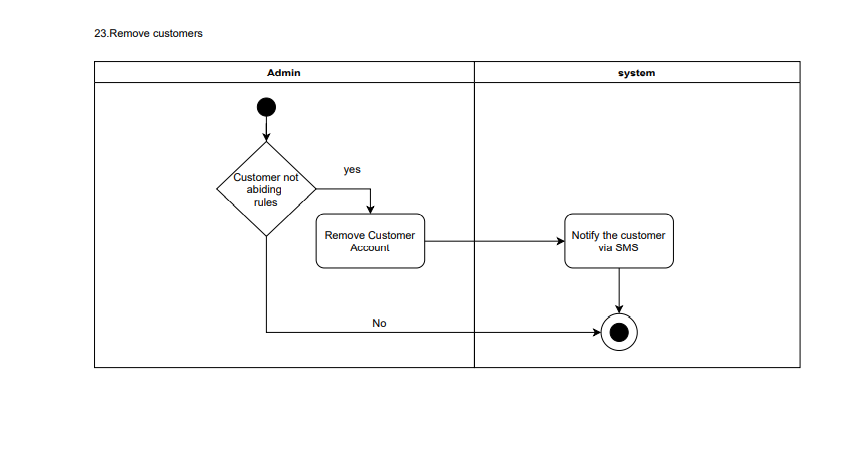 23.Remove customers
Admin
system
Customer not
abiding
rules
yes
Remove Customer
Account
Notify the customer
via SMS
No